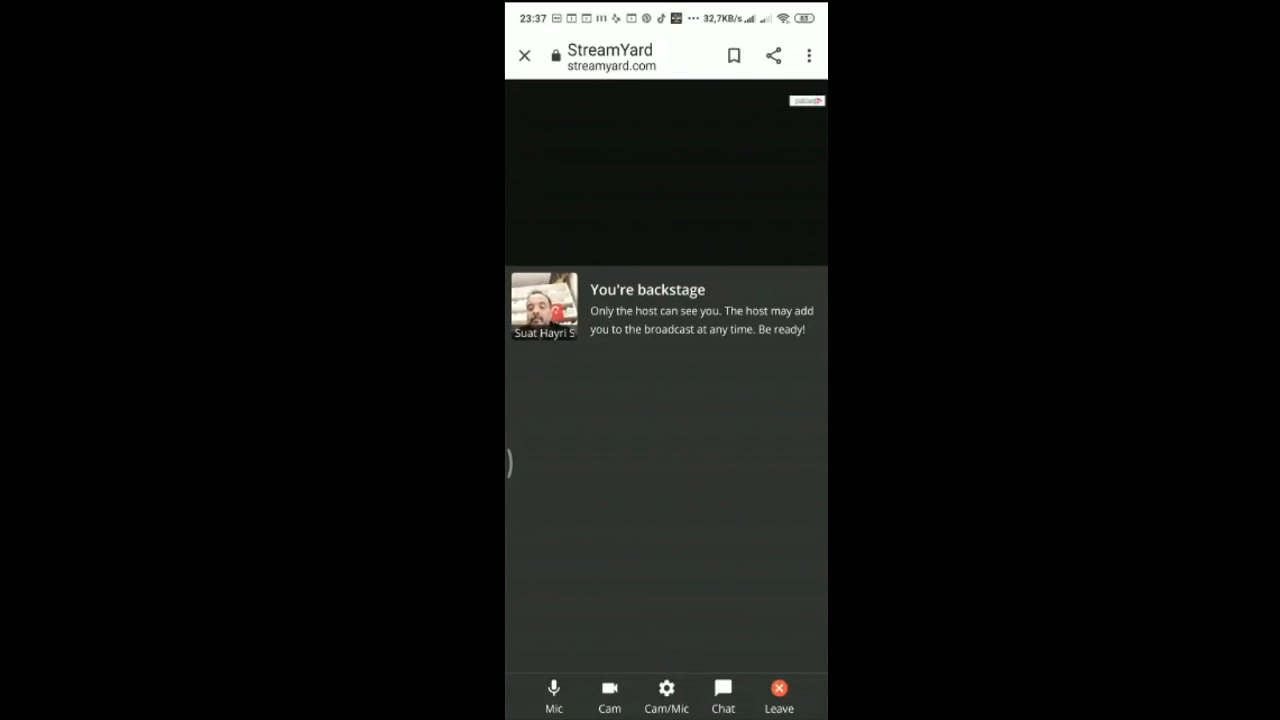 23:37
32,7KB/s
83
StreamYard
streamyard.com
You're backstage
Only the host can see you. The host may add
you to the broadcast at any time. Be ready!
Suat Hayri S
Mic
Cam
Cam/Mic
Chat
Leave